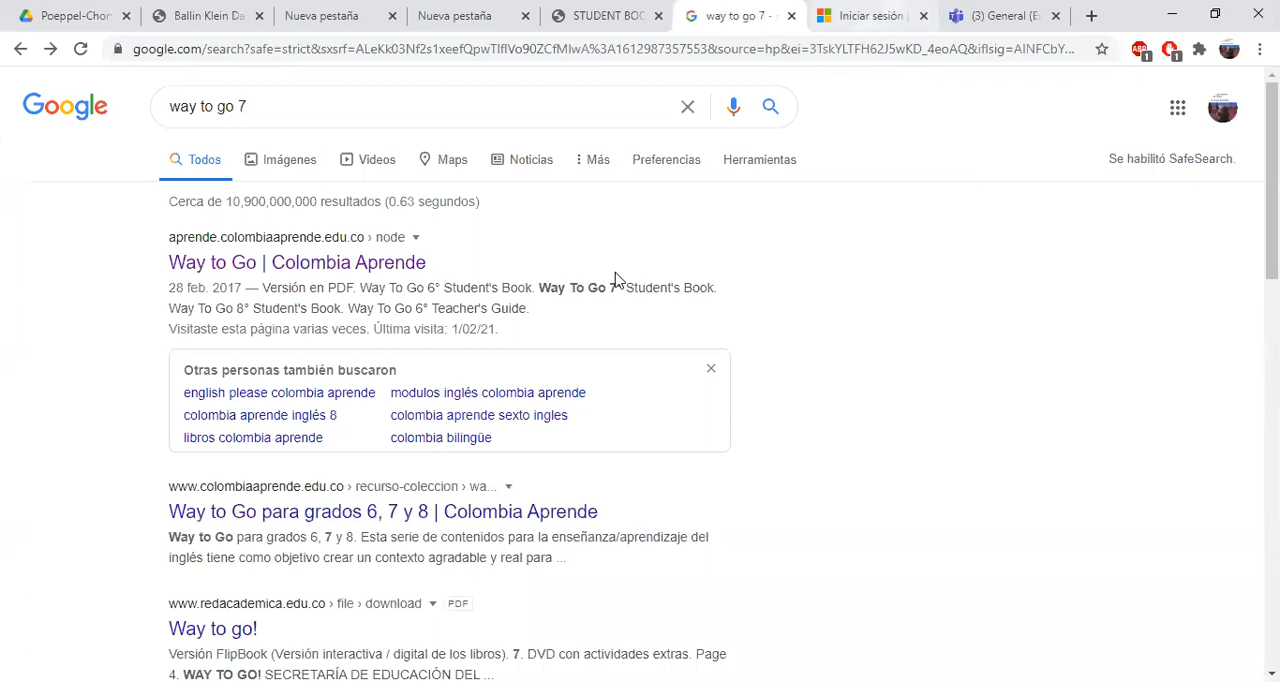 Poeppel-Chor
Ballin Klein Da
Nueva pestaña
Nueva pestaña
STUDENT BOC
way to go 7 - s
Iniciar sesión
(3) General (Es
google.com/search?safe=strict&sxsrf=ALeKk03Nf2s1xeefQpwTlflVo90ZCfMlwA%3A1612987357553&source=hp&ei=3TskYLTFH62J5wKD_4eoAQ&iflsig=AINFCbY...
Google
way to go 7
Todos
Imágenes
Videos
Maps
Noticias
Más
Preferencias
Herramientas
Se habilitó SafeSearch.
Cerca de 10,900,000,000 resultados (0.63 segundos)
aprende.colombiaaprende.edu.co › node
Way to Go | Colombia Aprende
28 feb. 2017 — Versión en PDF. Way To Go 6° Student's Book. Way To Go 7° Student's Book.
Way To Go 8° Student's Book. Way To Go 6° Teacher's Guide.
Visitaste esta página varias veces. Última visita: 1/02/21.
Otras personas también buscaron
english please colombia aprende
modulos inglés colombia aprende
colombia aprende inglés 8
colombia aprende sexto ingles
libros colombia aprende
colombia bilingüe
www.colombiaaprende.edu.co › recurso-coleccion › wa...
Way to Go para grados 6, 7 y 8 | Colombia Aprende
Way to Go para grados 6, 7 y 8. Esta serie de contenidos para la enseñanza/aprendizaje del
inglés tiene como objetivo crear un contexto agradable y real para ...
www.redacademica.edu.co › file › download PDF
Way to go!
Versión FlipBook (Versión interactiva / digital de los libros). 7. DVD con actividades extras. Page
4. WAY TO GO! SECRETARÍA DE EDUCACIÓN DEL ...